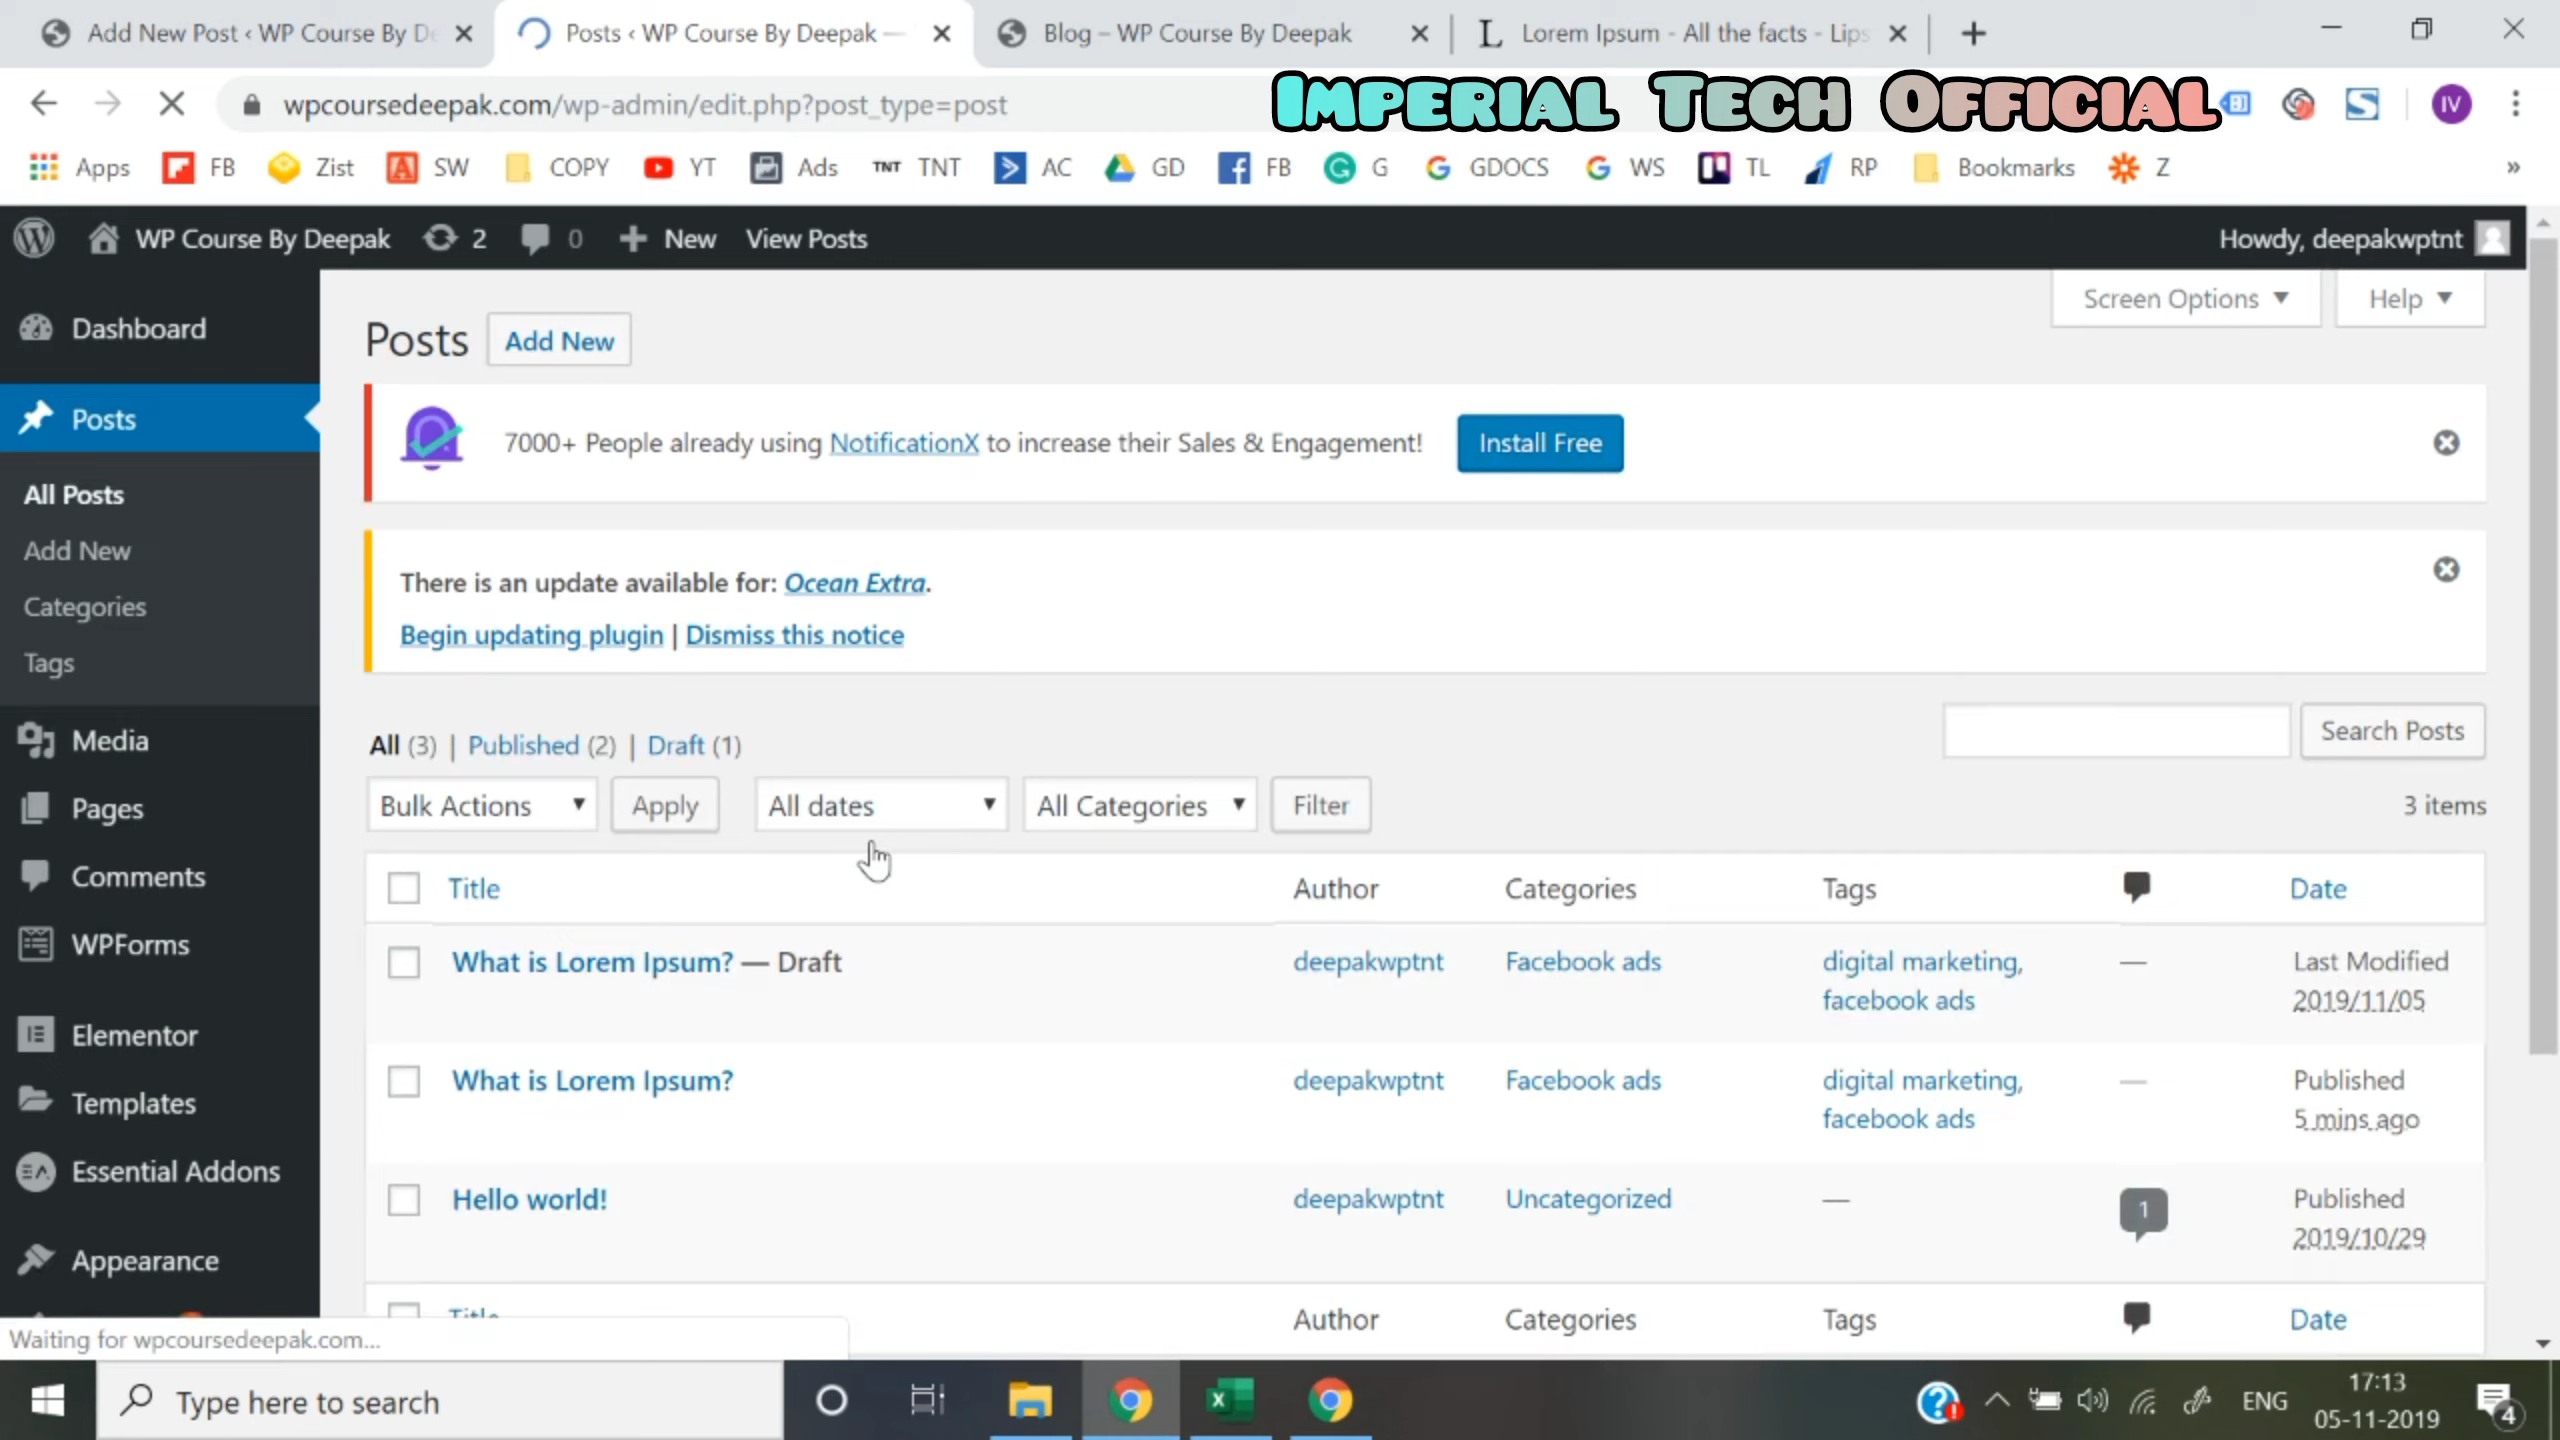 Add New Post ‹ WP Course By De
Posts ‹ WP Course By Deepak —
Blog – WP Course By Deepak
Lorem Ipsum - All the facts - Lips
wpcoursedeepak.com/wp-admin/edit.php?post_type=post
Imperial Tech Official
IV
Apps
FB
Zist
SW
COPY
YT
Ads
TNT TNT
AC
GD
FB
G
GDOCS
WS
TL
RP
Bookmarks
Z
»
WP Course By Deepak
2
0
New
View Posts
Howdy, deepakwptnt
Dashboard
Posts
All Posts
Add New
Categories
Tags
Media
Pages
Comments
WPForms
Elementor
Templates
Essential Addons
Appearance
Screen Options
Help
Posts
Add New
7000+ People already using NotificationX to increase their Sales & Engagement!
Install Free
There is an update available for: Ocean Extra.
Begin updating plugin | Dismiss this notice
All (3) | Published (2) | Draft (1)
Search Posts
Bulk Actions
Apply
All dates
All Categories
Filter
3 items
Title Author Categories Tags Date
What is Lorem Ipsum? — Draft deepakwptnt Facebook ads digital marketing, — Last Modified
facebook ads 2019/11/05
What is Lorem Ipsum? deepakwptnt Facebook ads digital marketing, — Published
facebook ads 5 mins ago
Hello world! deepakwptnt Uncategorized — 1 Published
2019/10/29
Title Author Categories Tags Date
Waiting for wpcoursedeepak.com...
Type here to search
ENG
17:13
05-11-2019
4